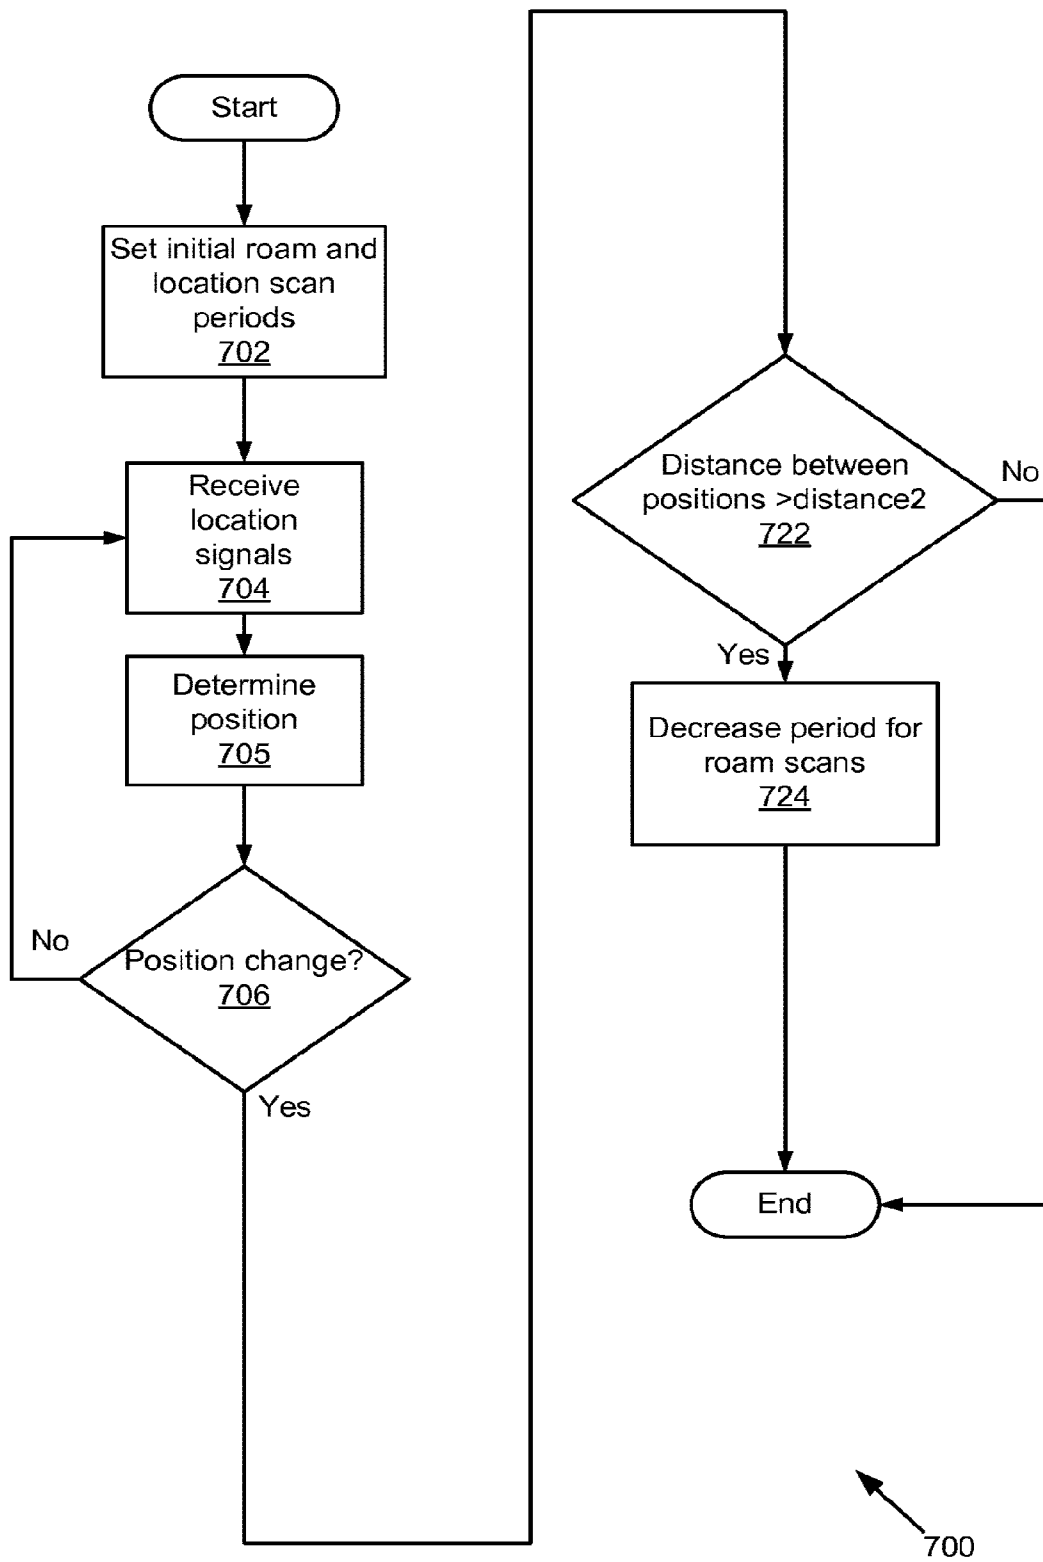 Start
Set initial roam and
location scan
periods
702
Receive
location
signals
704
Determine
position
705
No
Position change?
706
Yes
Distance between
positions >distance2
722
No
Yes
Decrease period for
roam scans
724
End
700